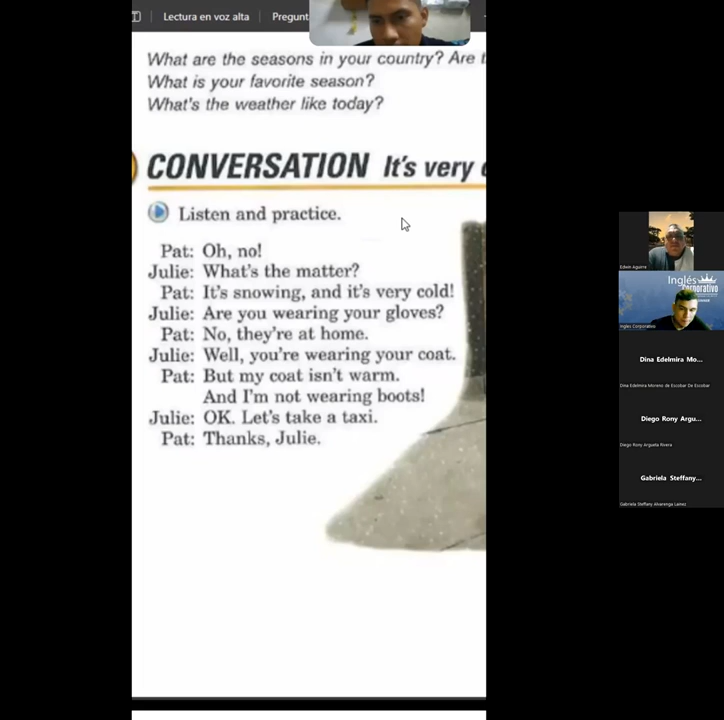 Lectura en voz alta
Pregunt
What are the seasons in your country? Are t
What is your favorite season?
What's the weather like today?
CONVERSATION It's very c
Listen and practice.
Pat: Oh, no!
Julie: What's the matter?
Pat: It's snowing, and it's very cold!
Julie: Are you wearing your gloves?
Pat: No, they're at home.
Julie: Well, you're wearing your coat.
Pat: But my coat isn't warm.
And I'm not wearing boots!
Julie: OK. Let's take a taxi.
Pat: Thanks, Julie.
Edwin Aguirre
Inglés
Corporativo
Inglés Corporativo
Dina Edelmira Mo...
Dina Edelmira Moreno de Escobar De Escobar
Diego Rony Argu...
Diego Rony Argueta Rivera
Gabriela Steffany...
Gabriela Steffany Alvarenga Lainez